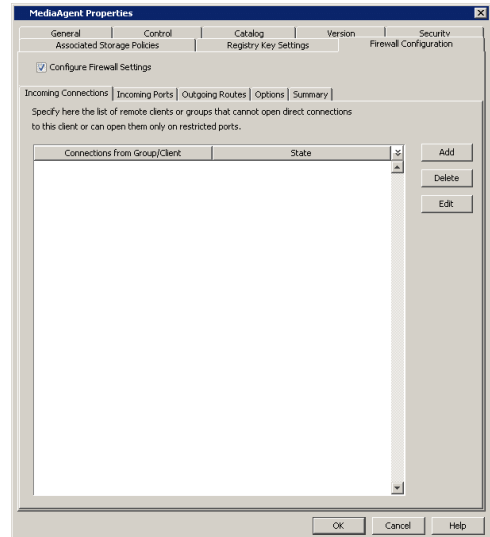 MediaAgent Properties
General Control Catalog Version Security
Associated Storage Policies Registry Key Settings Firewall Configuration
Configure Firewall Settings
Incoming Connections Incoming Ports Outgoing Routes Options Summary
Specify here the list of remote clients or groups that cannot open direct connections
to this client or can open them only on restricted ports.
Connections from Group/Client State
Add
Delete
Edit
OK Cancel Help